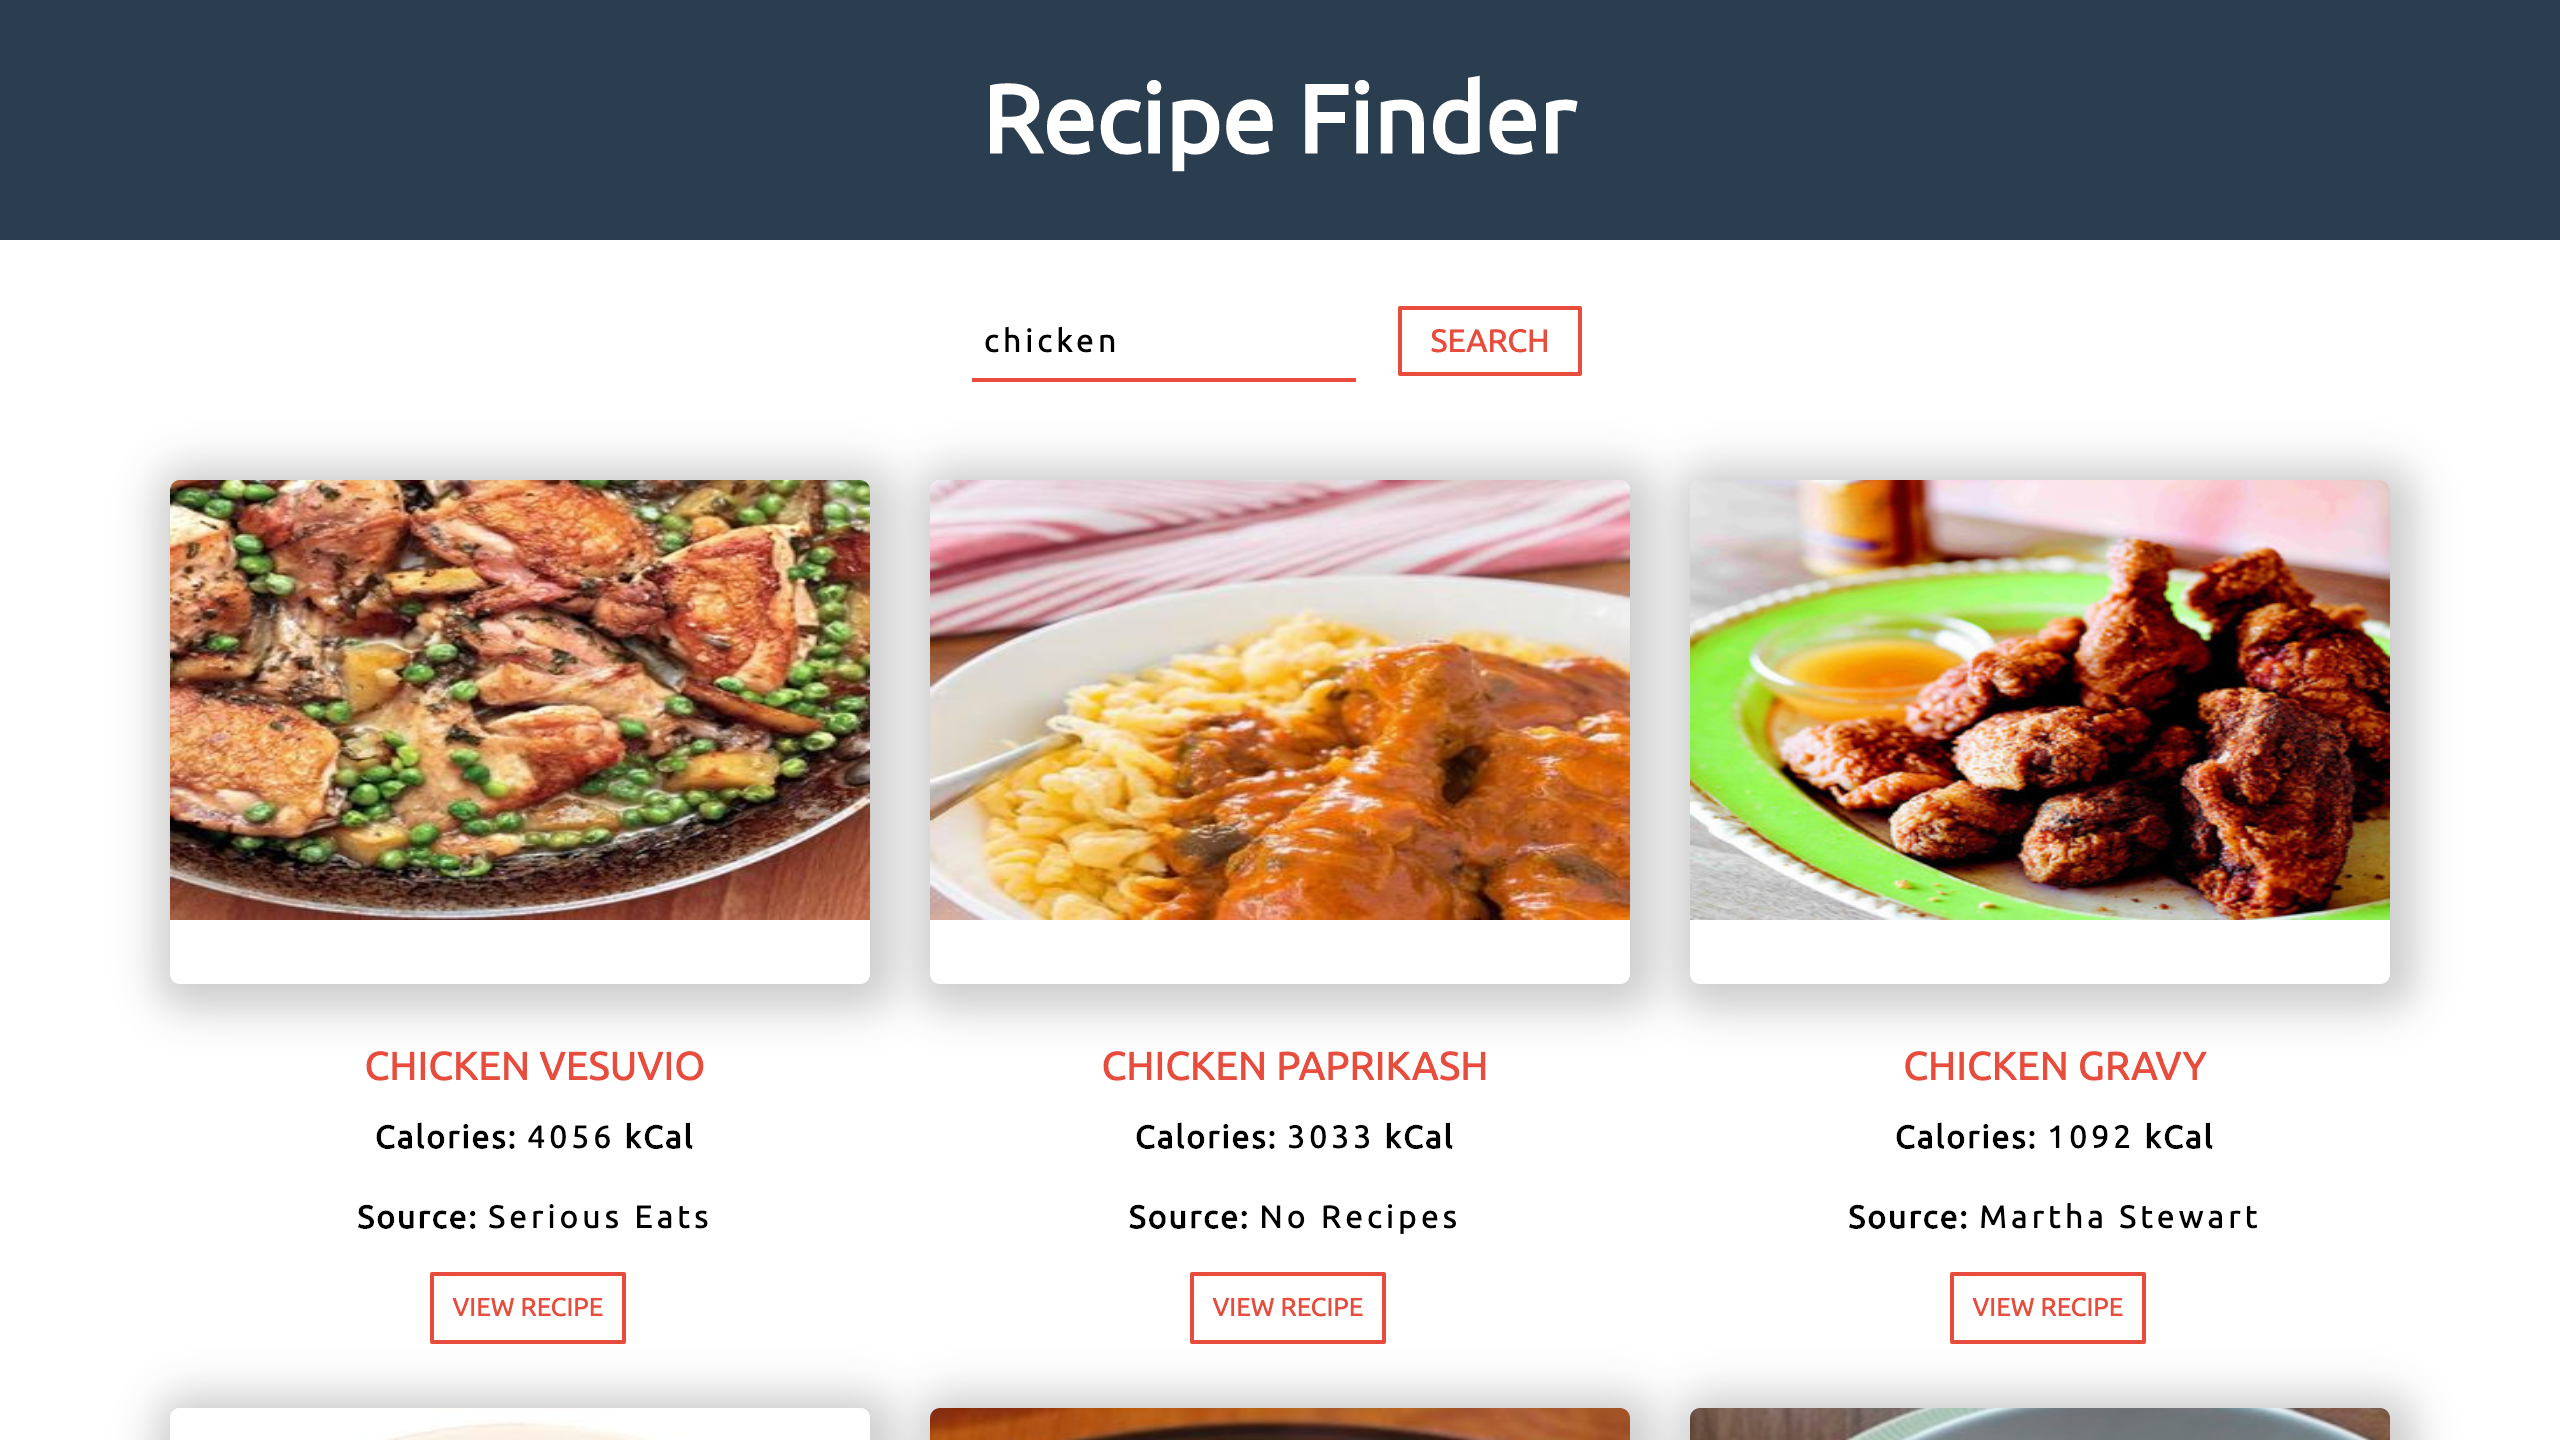 Recipe Finder
chicken
SEARCH
CHICKEN VESUVIO
Calories: 4056 kCal
Source: Serious Eats
VIEW RECIPE
CHICKEN PAPRIKASH
Calories: 3033 kCal
Source: No Recipes
VIEW RECIPE
CHICKEN GRAVY
Calories: 1092 kCal
Source: Martha Stewart
VIEW RECIPE